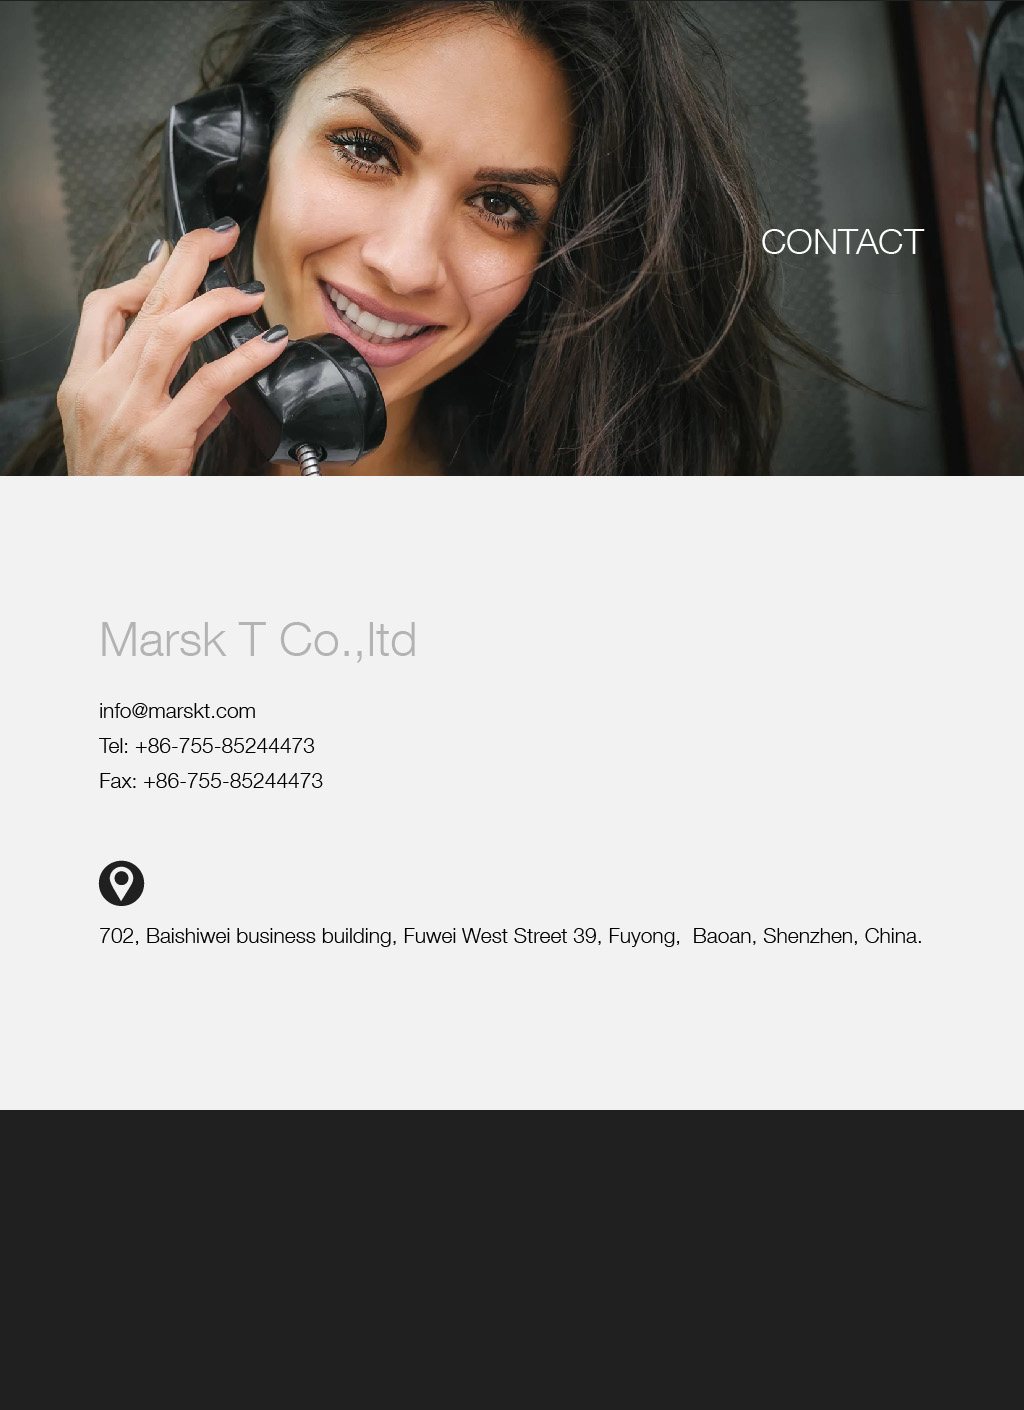 CONTACT
Marsk T Co.,ltd
info@marskt.com
Tel: +86-755-85244473
Fax: +86-755-85244473
702, Baishiwei business building, Fuwei West Street 39, Fuyong,  Baoan, Shenzhen, China.